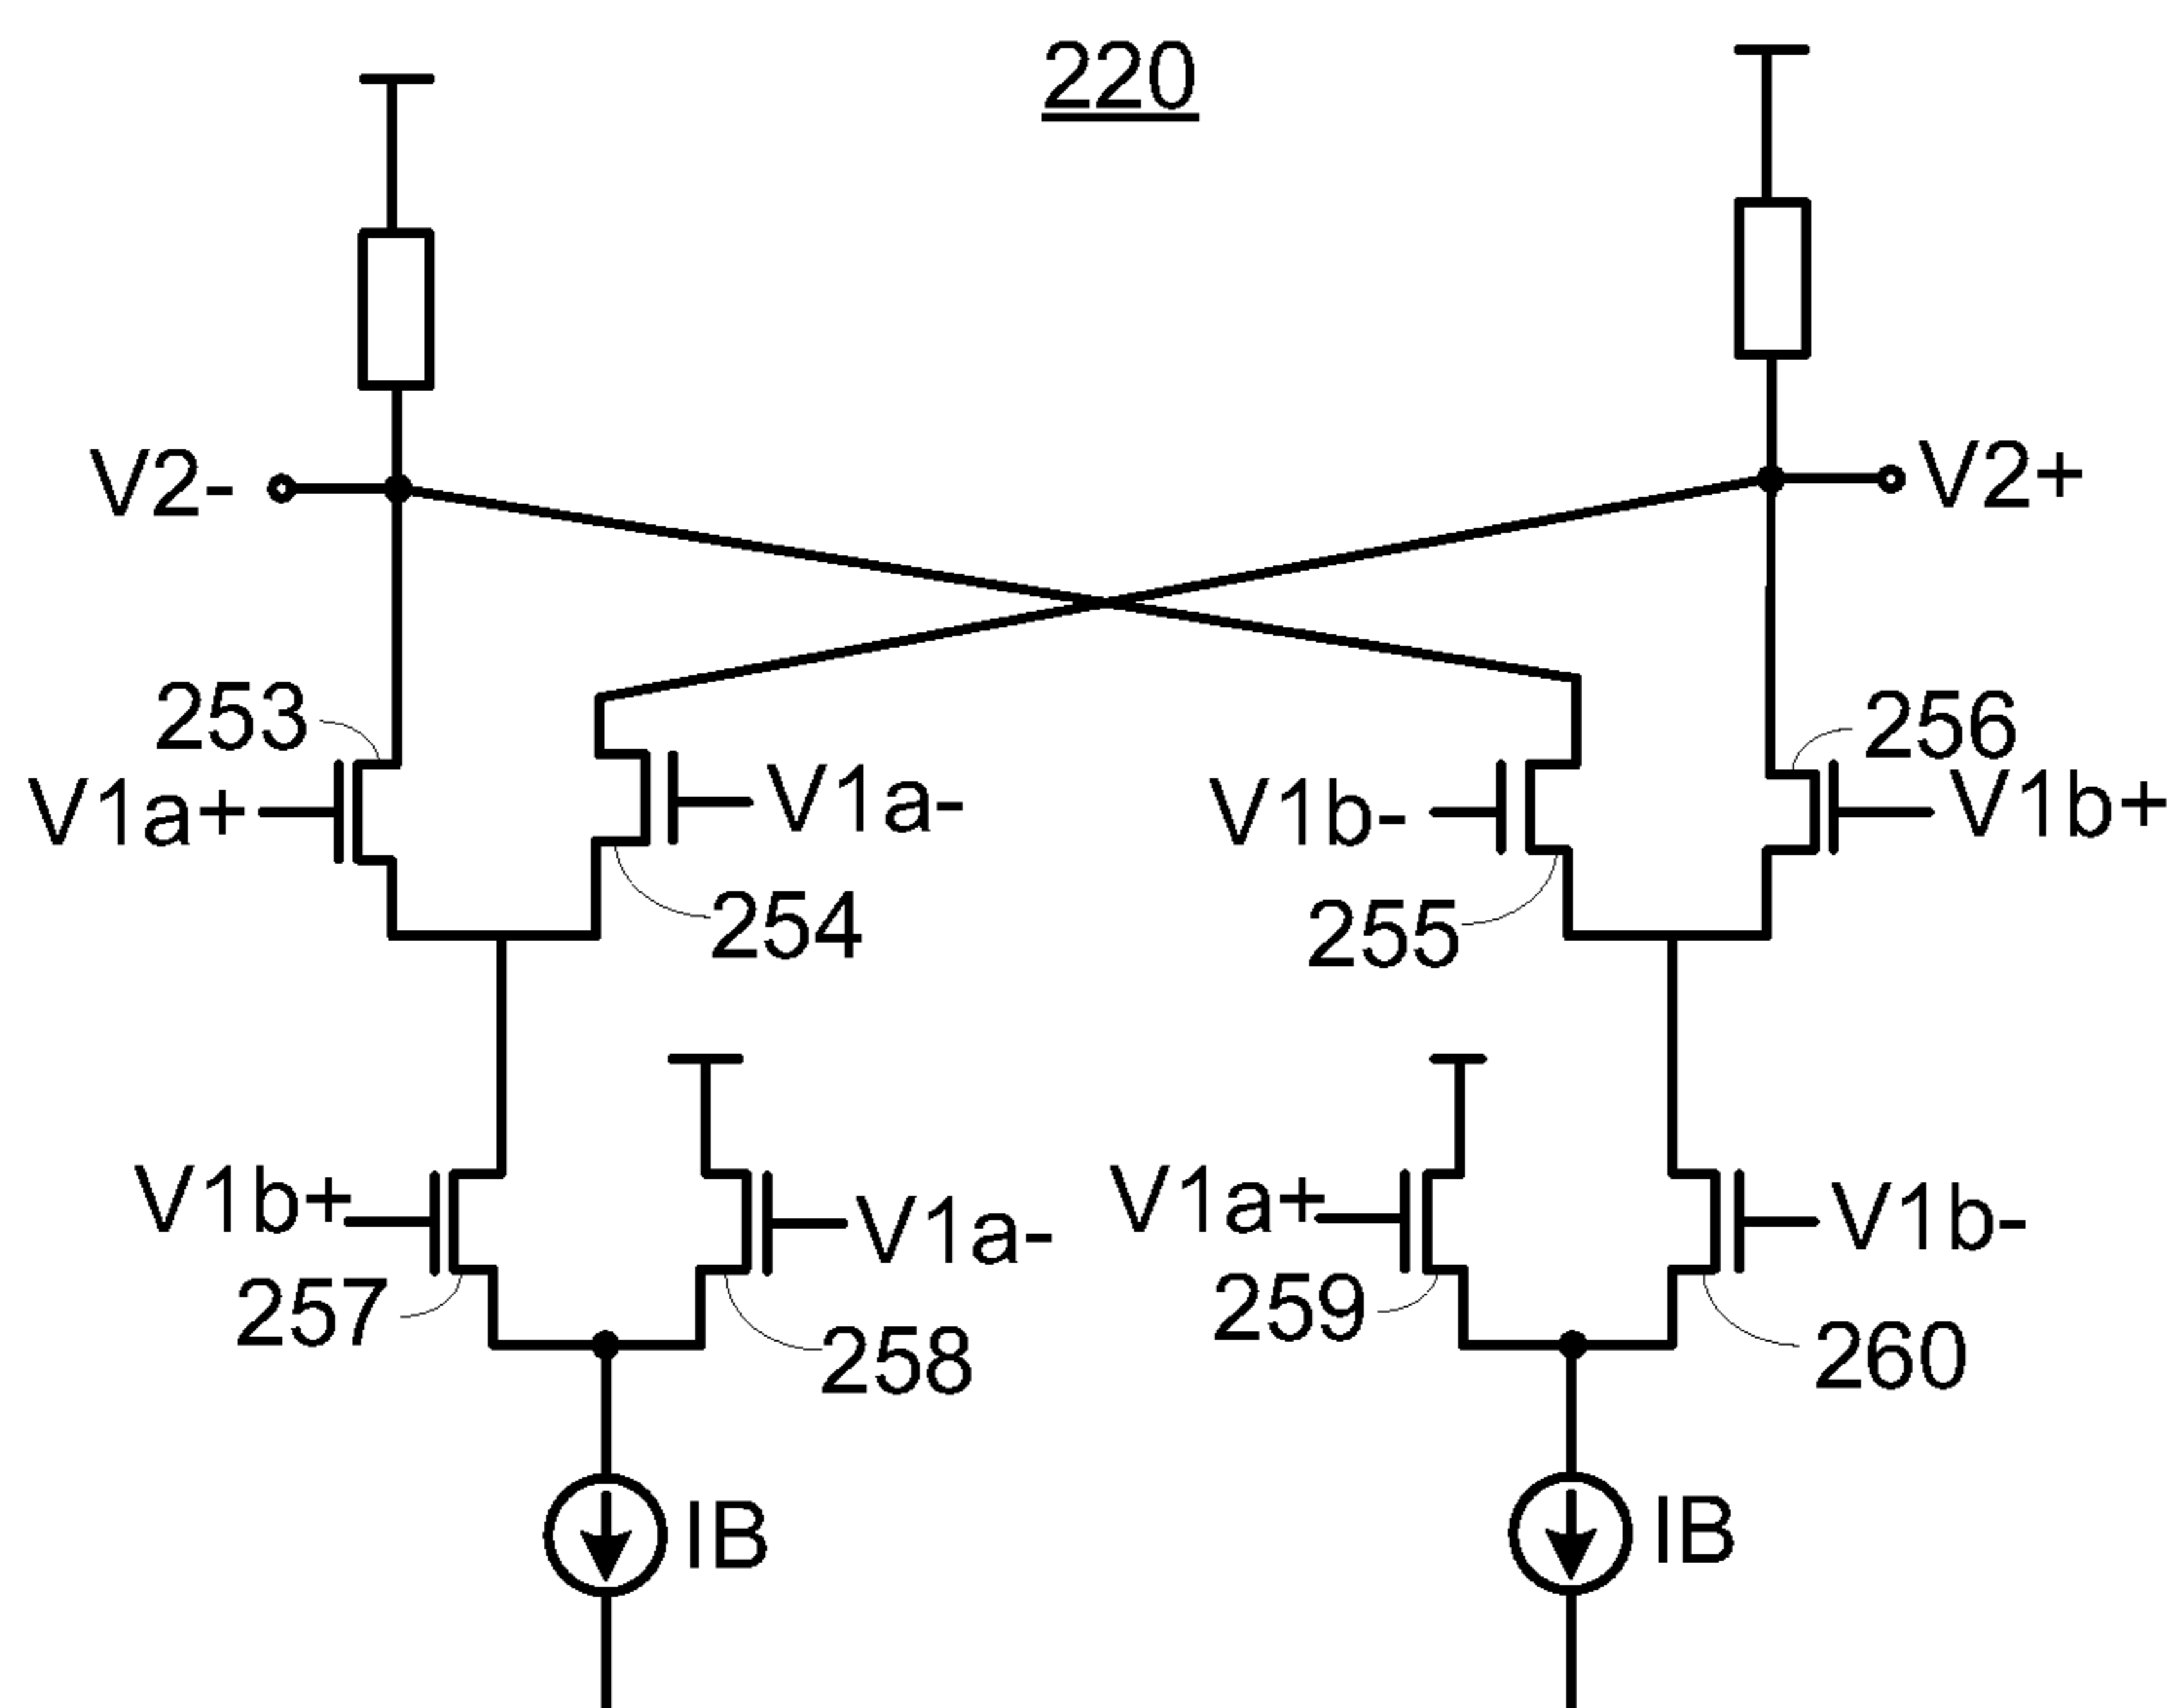 220
V2-
V2+
253
256
V1a+
V1a-
V1b-
V1b+
254
255
V1b+
V1a-
V1a+
V1b-
257
258
259
260
IB
IB